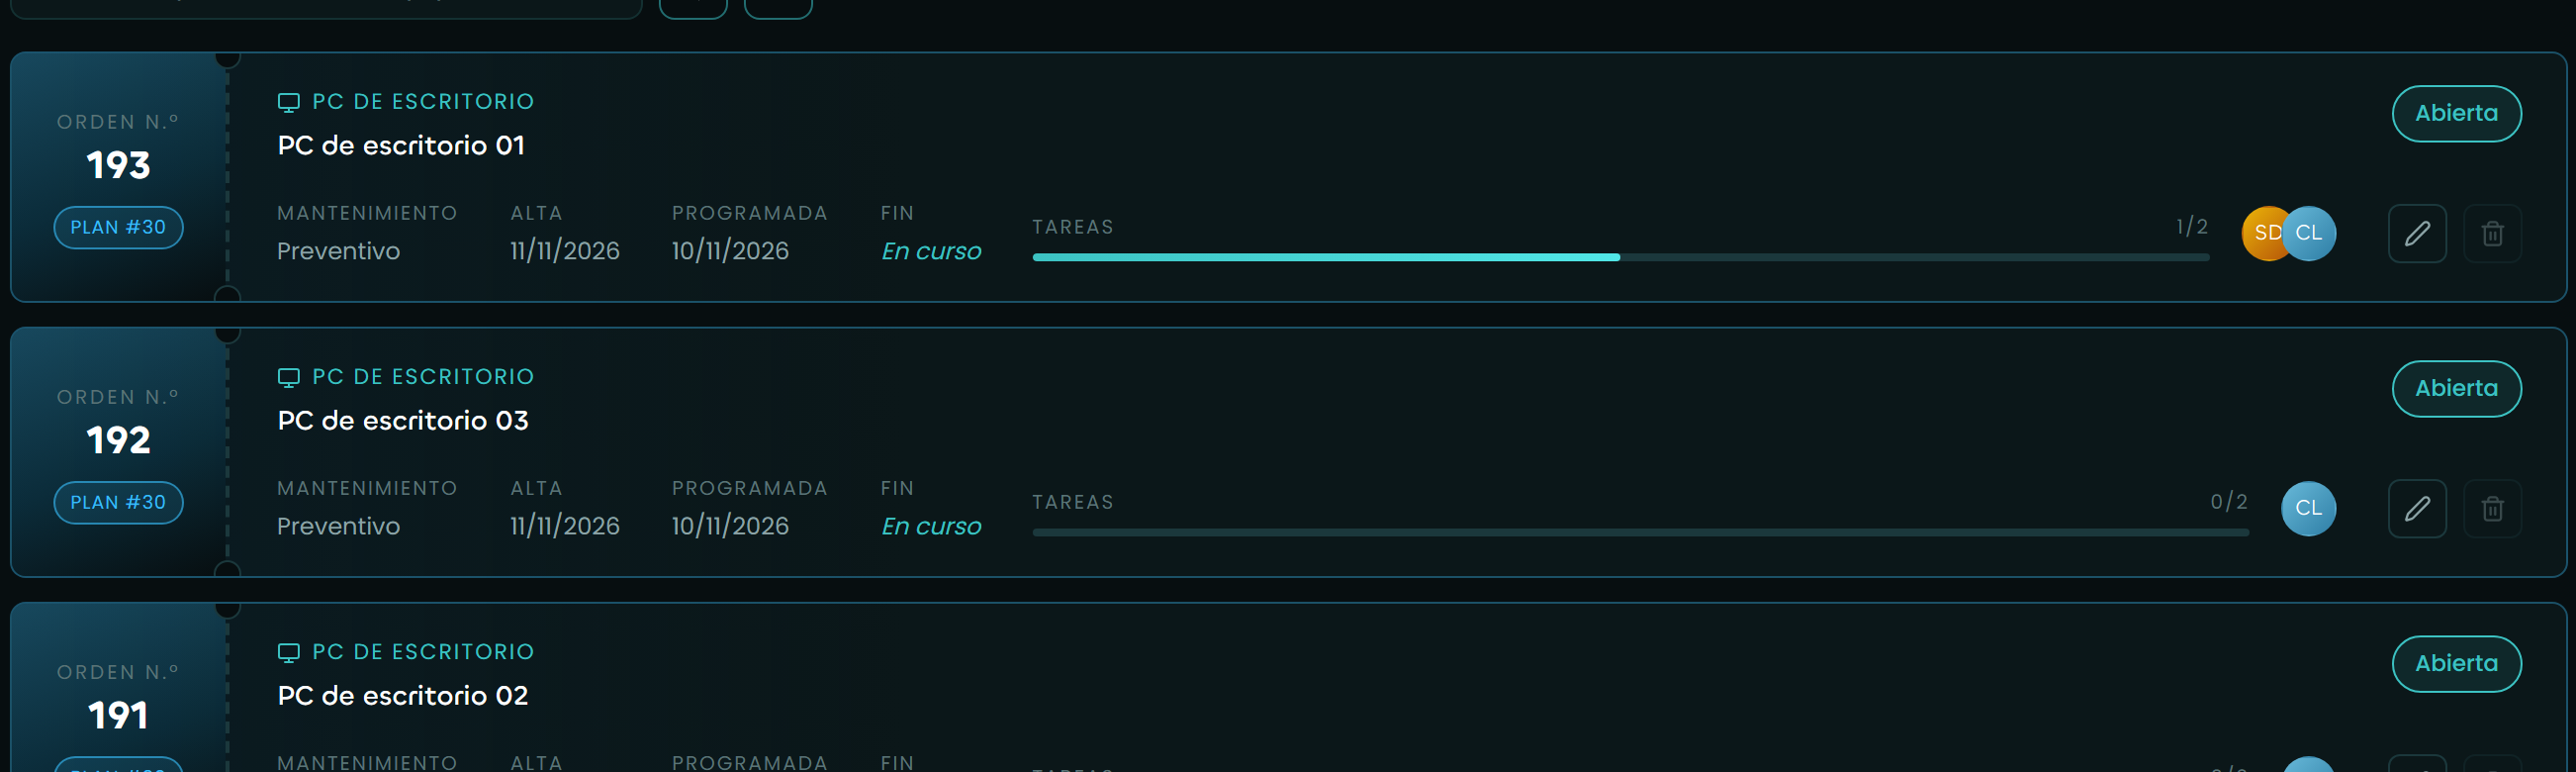 ORDEN N.º
193
PLAN #30
PC DE ESCRITORIO
PC de escritorio 01
Abierta
MANTENIMIENTO ALTA PROGRAMADA FIN TAREAS 1/2
Preventivo 11/11/2026 10/11/2026 En curso
SD CL
ORDEN N.º
192
PLAN #30
PC DE ESCRITORIO
PC de escritorio 03
Abierta
MANTENIMIENTO ALTA PROGRAMADA FIN TAREAS 0/2
Preventivo 11/11/2026 10/11/2026 En curso
CL
ORDEN N.º
191
PC DE ESCRITORIO
PC de escritorio 02
Abierta
MANTENIMIENTO ALTA PROGRAMADA FIN